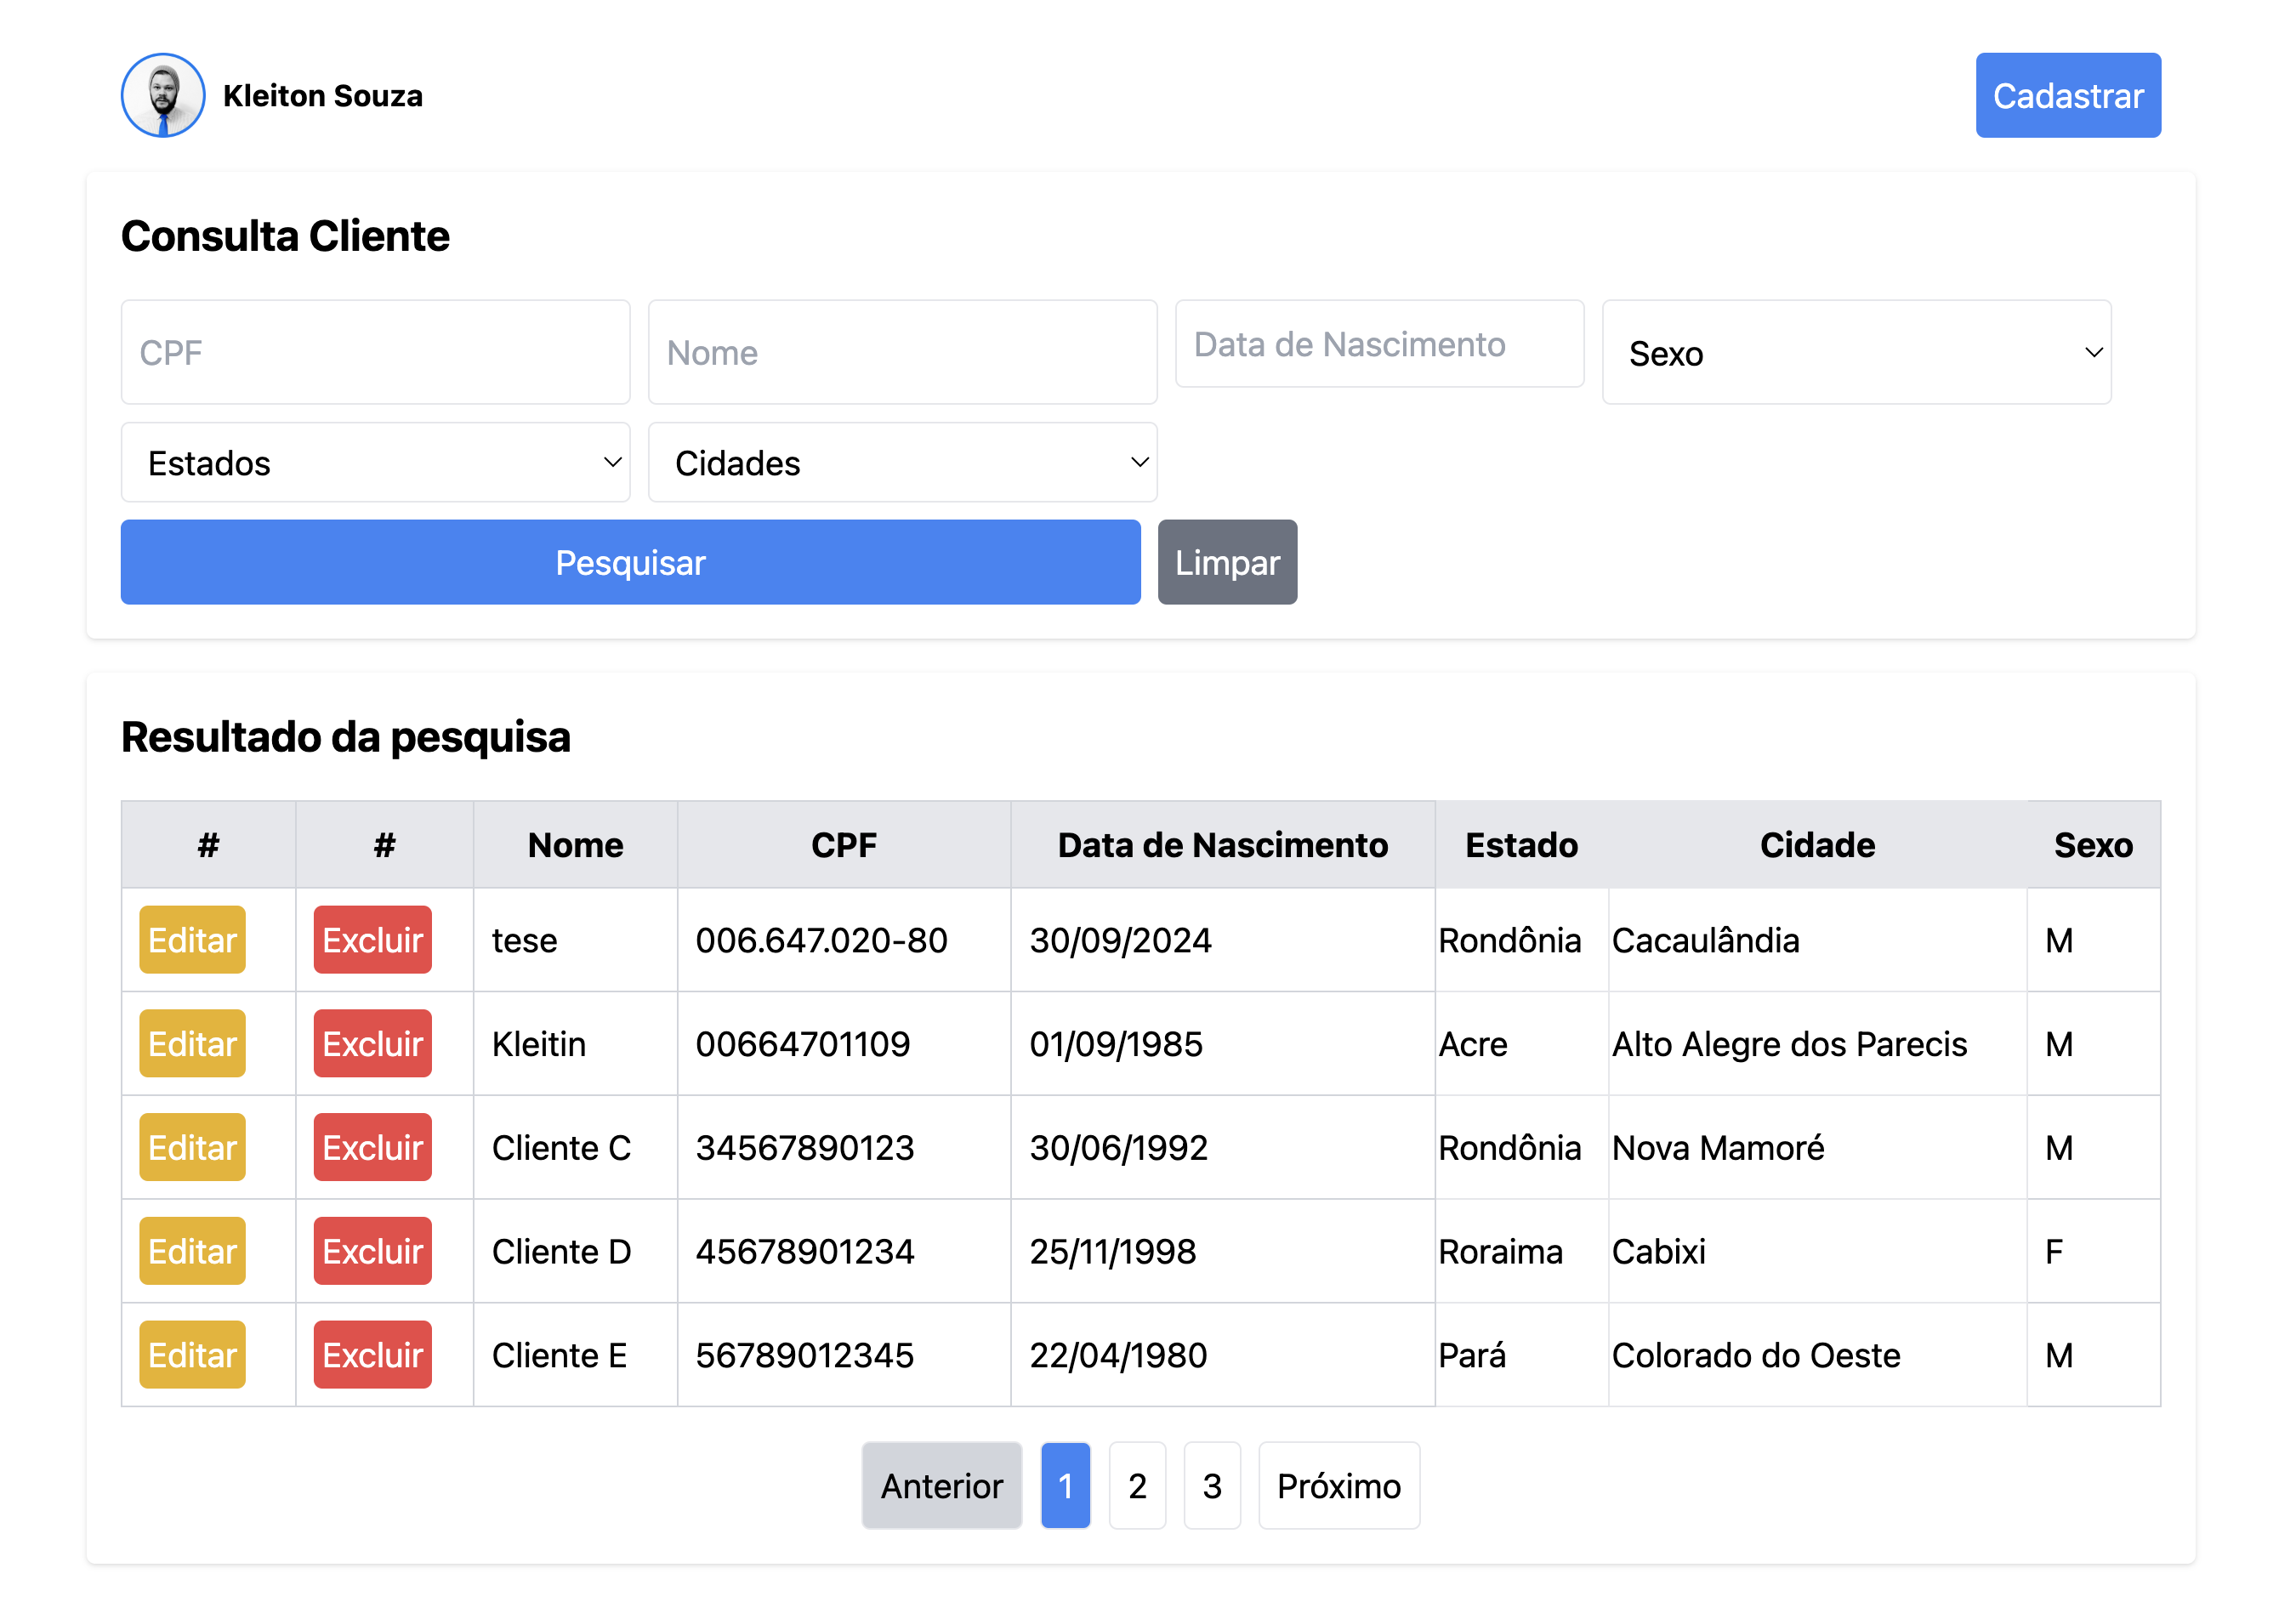 Kleiton Souza
Cadastrar
Consulta Cliente
CPF Nome Data de Nascimento Sexo
Estados Cidades
Pesquisar Limpar
Resultado da pesquisa
# # Nome CPF Data de Nascimento Estado Cidade Sexo
Editar Excluir tese 006.647.020-80 30/09/2024 Rondônia Cacaulândia M
Editar Excluir Kleitin 00664701109 01/09/1985 Acre Alto Alegre dos Parecis M
Editar Excluir Cliente C 34567890123 30/06/1992 Rondônia Nova Mamoré M
Editar Excluir Cliente D 45678901234 25/11/1998 Roraima Cabixi F
Editar Excluir Cliente E 56789012345 22/04/1980 Pará Colorado do Oeste M
Anterior 1 2 3 Próximo